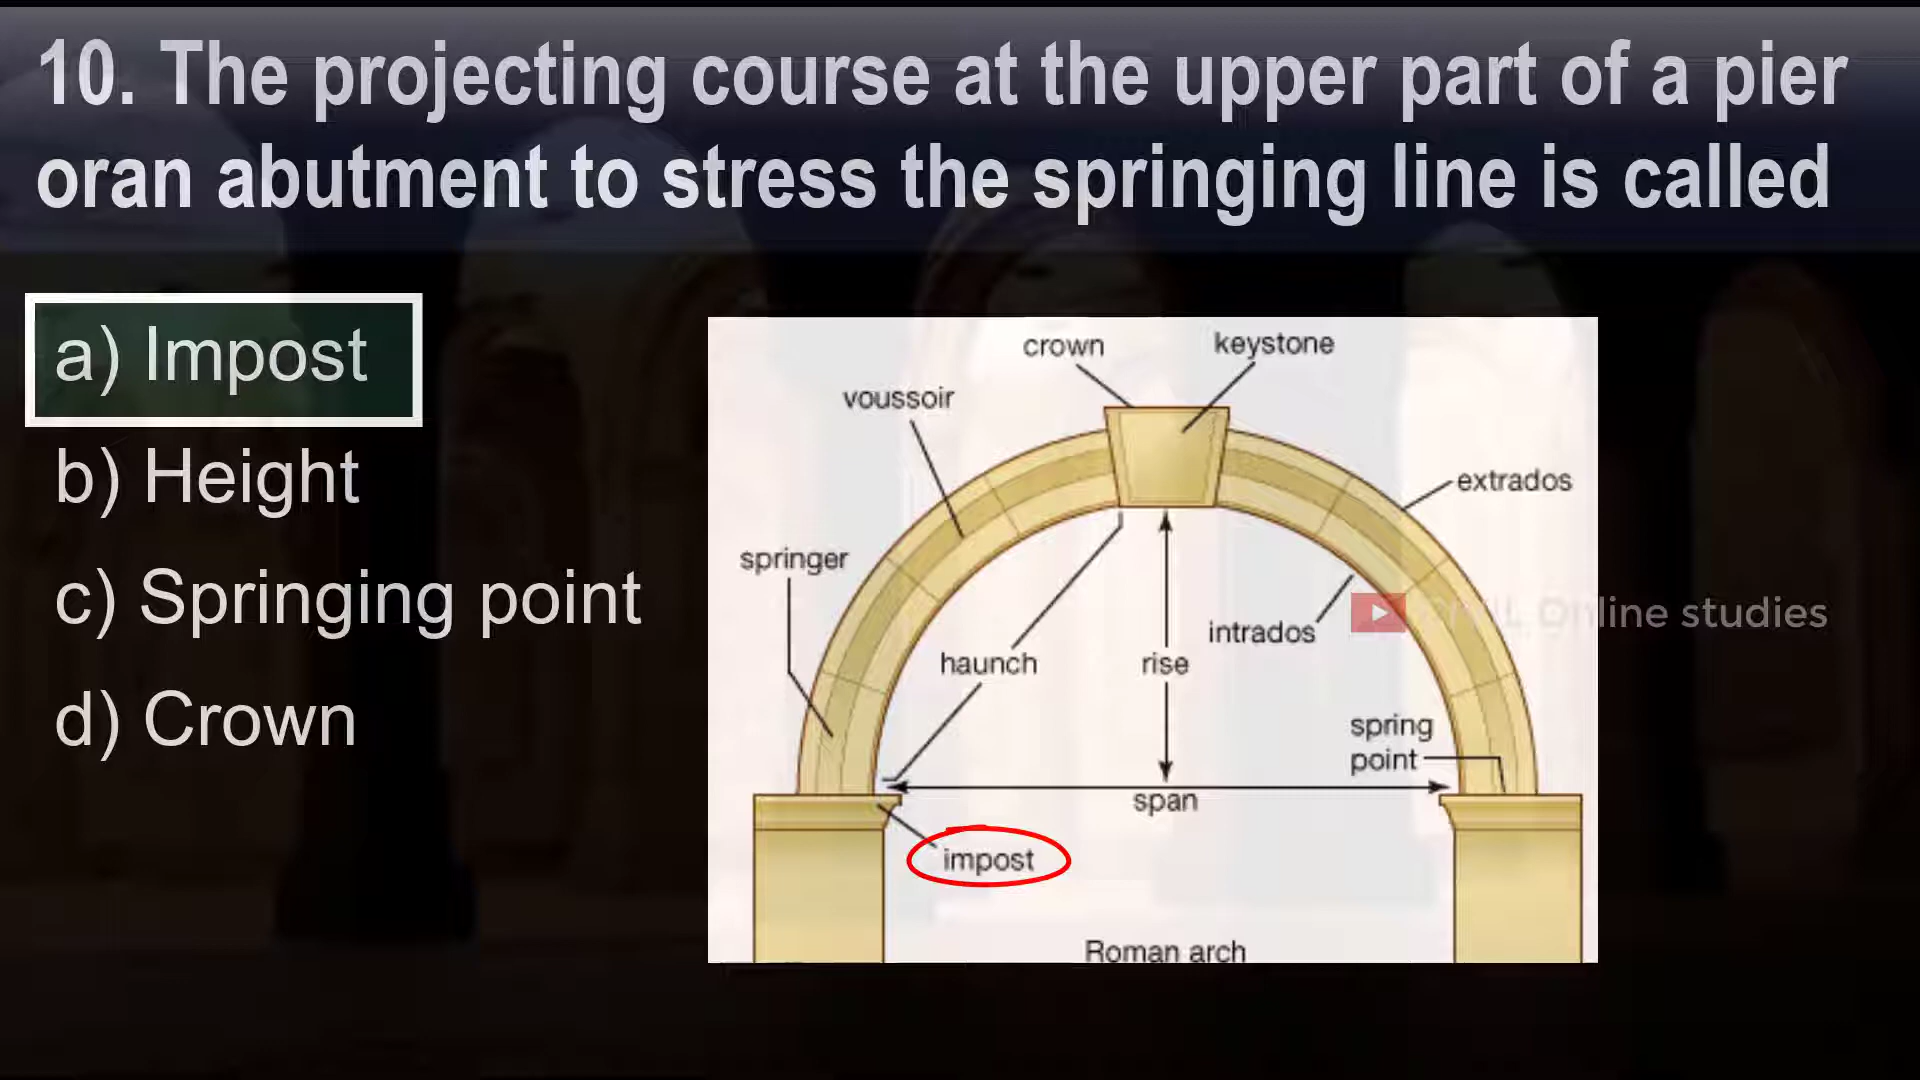 10. The projecting course at the upper part of a pier
oran abutment to stress the springing line is called
a) Impost
b) Height
c) Springing point
d) Crown
crown
keystone
voussoir
extrados
springer
intrados
haunch
rise
spring
point
span
impost
Roman arch
Online studies